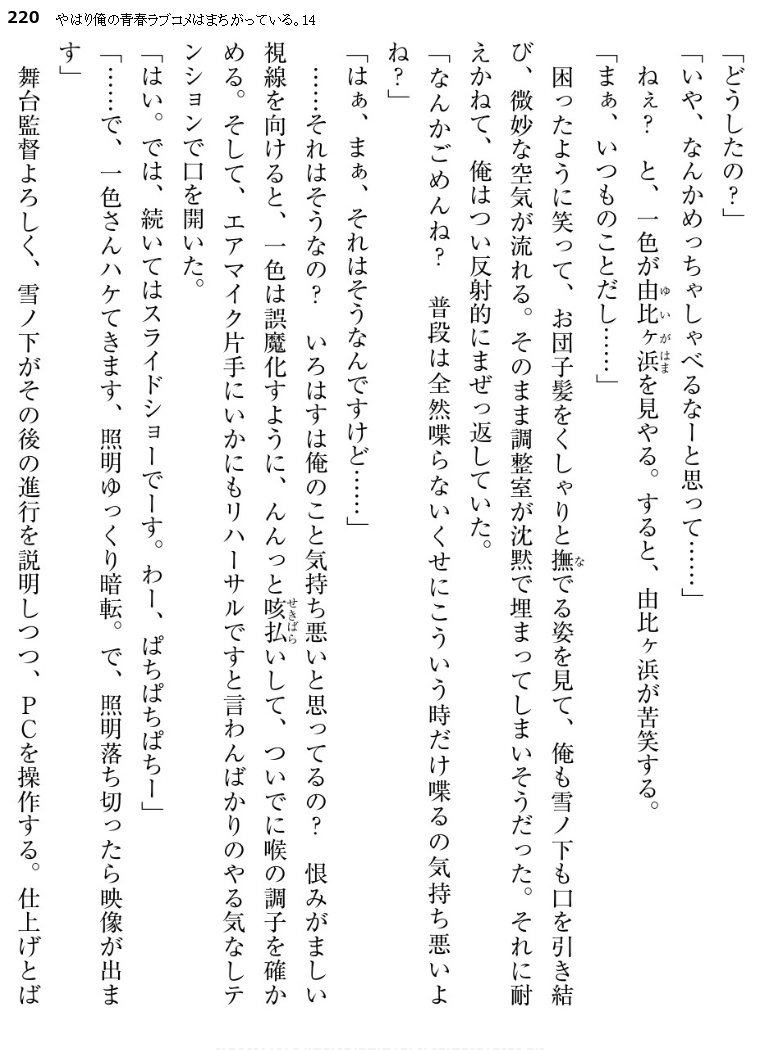 220 やはり俺の青春ラブコメはまちがっている。14
「どうしたの？」
「いや、なんかめっちゃしゃべるなーと思って……」
ねぇ？　と、一色が由比ヶ浜を見やる。すると、由比ヶ浜が苦笑する。
「まぁ、いつものことだし……」
困ったように笑って、お団子髪をくしゃりと撫でる姿を見て、俺も雪ノ下も口を引き結
び、微妙な空気が流れる。そのまま調整室が沈黙で埋まってしまいそうだった。それに耐
えかねて、俺はつい反射的にまぜっ返していた。
「なんかごめんね？　普段は全然喋らないくせにこういう時だけ喋るの気持ち悪いよ
ね？」
「はぁ、まぁ、それはそうなんですけど……」
……それはそうなの？　いろはすは俺のこと気持ち悪いと思ってるの？　恨みがましい
視線を向けると、一色は誤魔化すように、んんっと咳払いして、ついでに喉の調子を確か
める。そして、エアマイク片手にいかにもリハーサルですと言わんばかりのやる気なしテ
ンションで口を開いた。
「はい。では、続いてはスライドショーでーす。わー、ぱちぱちぱちー」
「……で、一色さんハケてきます、照明ゆっくり暗転。で、照明落ち切ったら映像が出ま
す」
舞台監督よろしく、雪ノ下がその後の進行を説明しつつ、ＰＣを操作する。仕上げとば